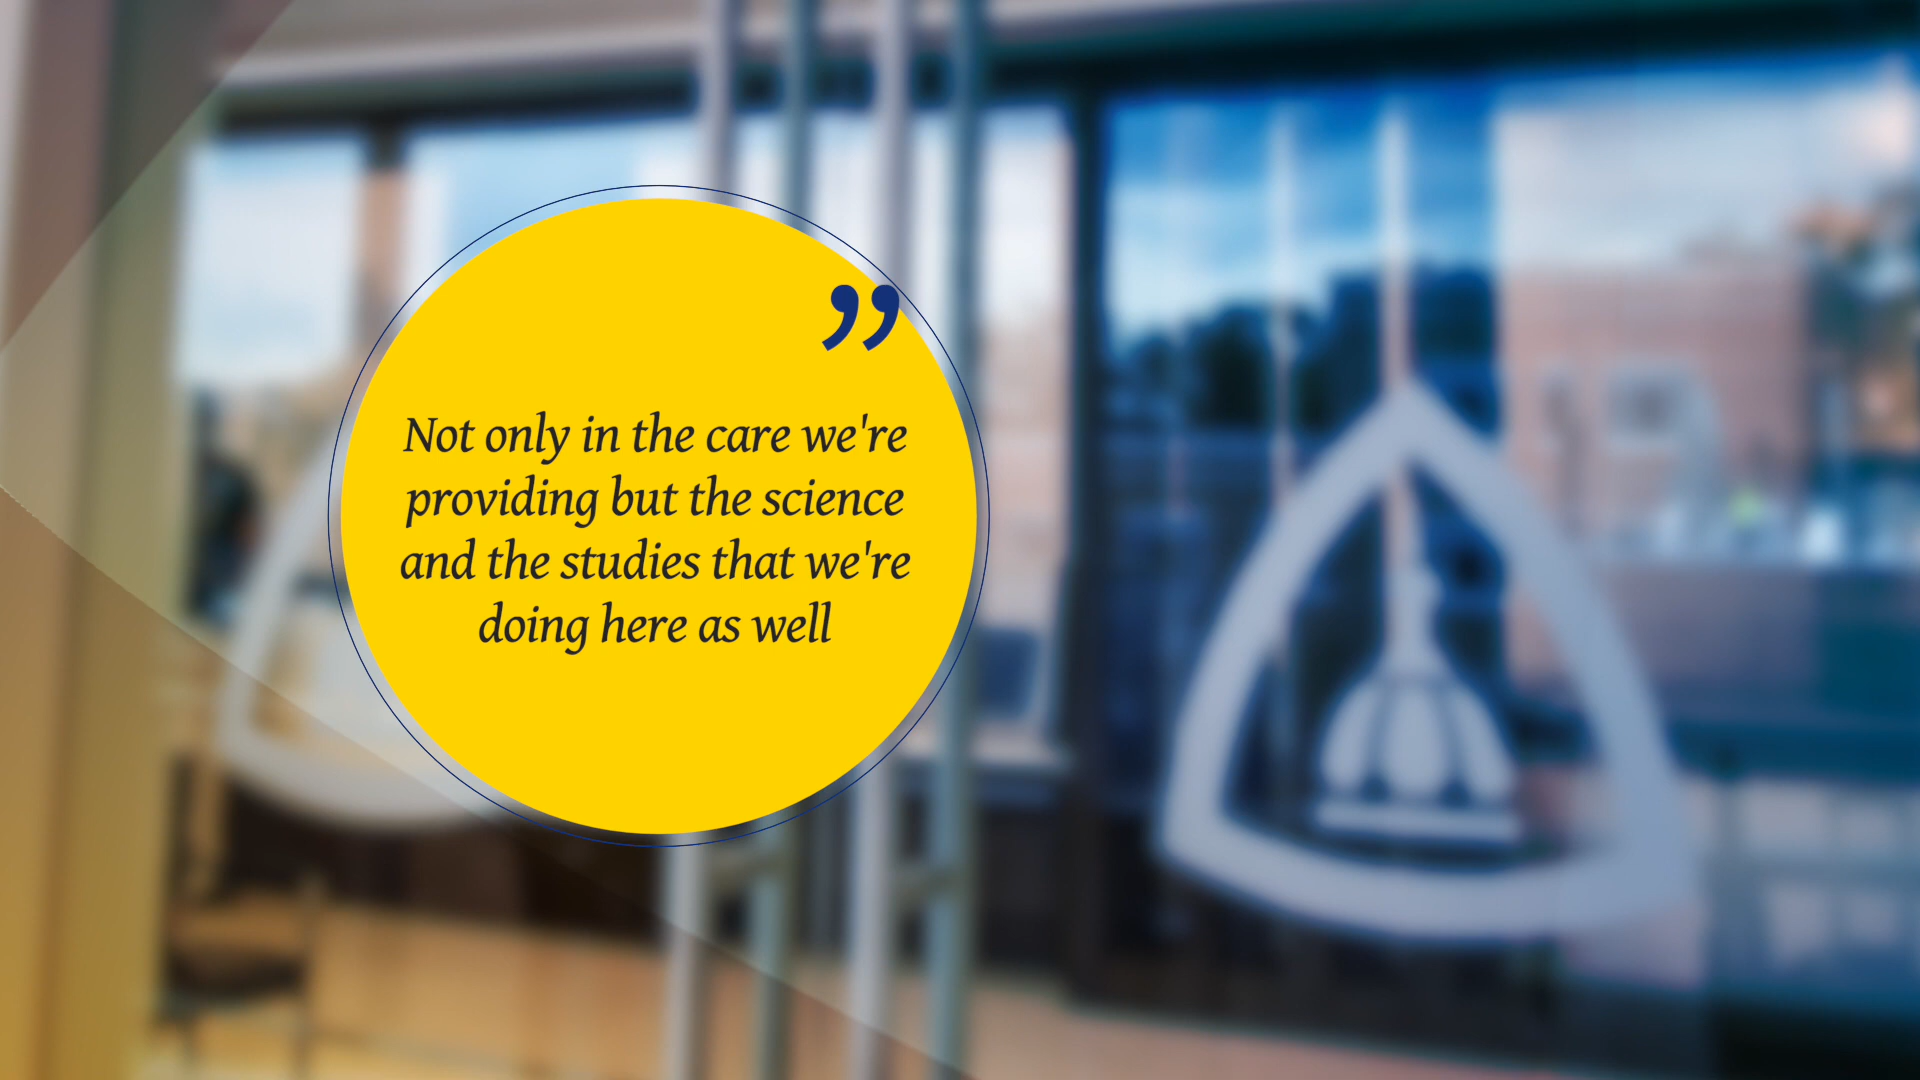 ”
Not only in the care we're
providing but the science
and the studies that we're
doing here as well